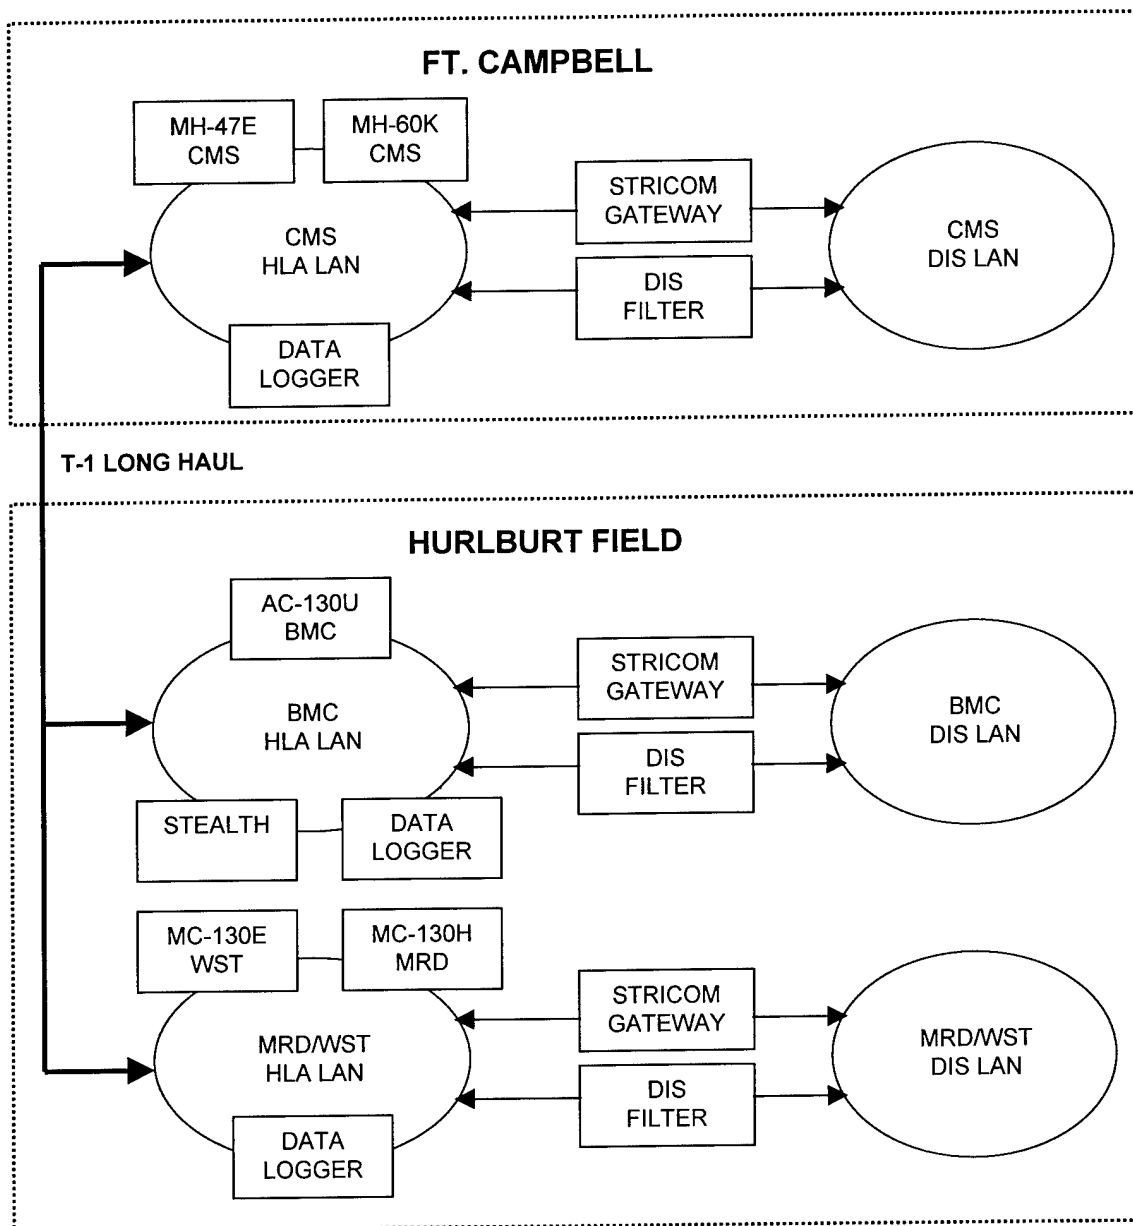 FT. CAMPBELL
MH-47E
CMS
MH-60K
CMS
CMS
HLA LAN
DATA
LOGGER
STRICOM
GATEWAY
DIS
FILTER
CMS
DIS LAN
T-1 LONG HAUL
HURLBURT FIELD
AC-130U
BMC
BMC
HLA LAN
STEALTH
DATA
LOGGER
STRICOM
GATEWAY
DIS
FILTER
BMC
DIS LAN
MC-130E
WST
MC-130H
MRD
MRD/WST
HLA LAN
DATA
LOGGER
STRICOM
GATEWAY
DIS
FILTER
MRD/WST
DIS LAN